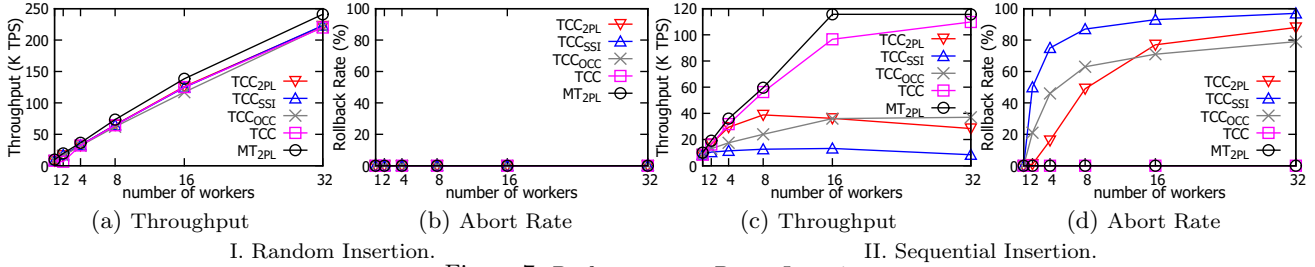 Throughput (K TPS)
250
200
150
100
50
0
TCC2PL
TCCSSI
TCCOCC
TCC
MT2PL
1 2 4 8 16 32
number of workers
(a) Throughput
Rollback Rate (%)
100
80
60
40
20
0
TCC2PL
TCCSSI
TCCOCC
TCC
MT2PL
1 2 4 8 16 32
number of workers
(b) Abort Rate
I. Random Insertion.
Throughput (K TPS)
120
100
80
60
40
20
0
TCC2PL
TCCSSI
TCCOCC
TCC
MT2PL
1 2 4 8 16 32
number of workers
(c) Throughput
Rollback Rate (%)
100
80
60
40
20
0
TCC2PL
TCCSSI
TCCOCC
TCC
MT2PL
1 2 4 8 16 32
number of workers
(d) Abort Rate
II. Sequential Insertion.